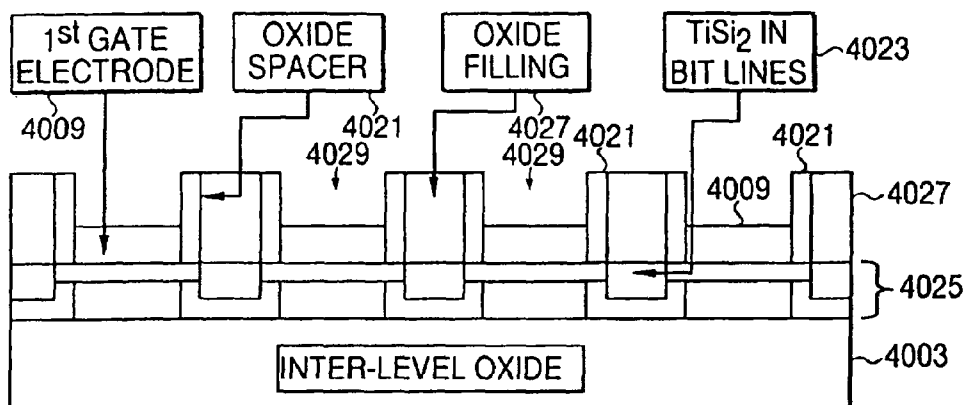 1st GATE
ELECTRODE
OXIDE
SPACER
OXIDE
FILLING
TiSi2 IN
BIT LINES
4023
4009
4021
4027
4029
4029
4021
4021
4009
4027
4025
4003
INTER-LEVEL OXIDE